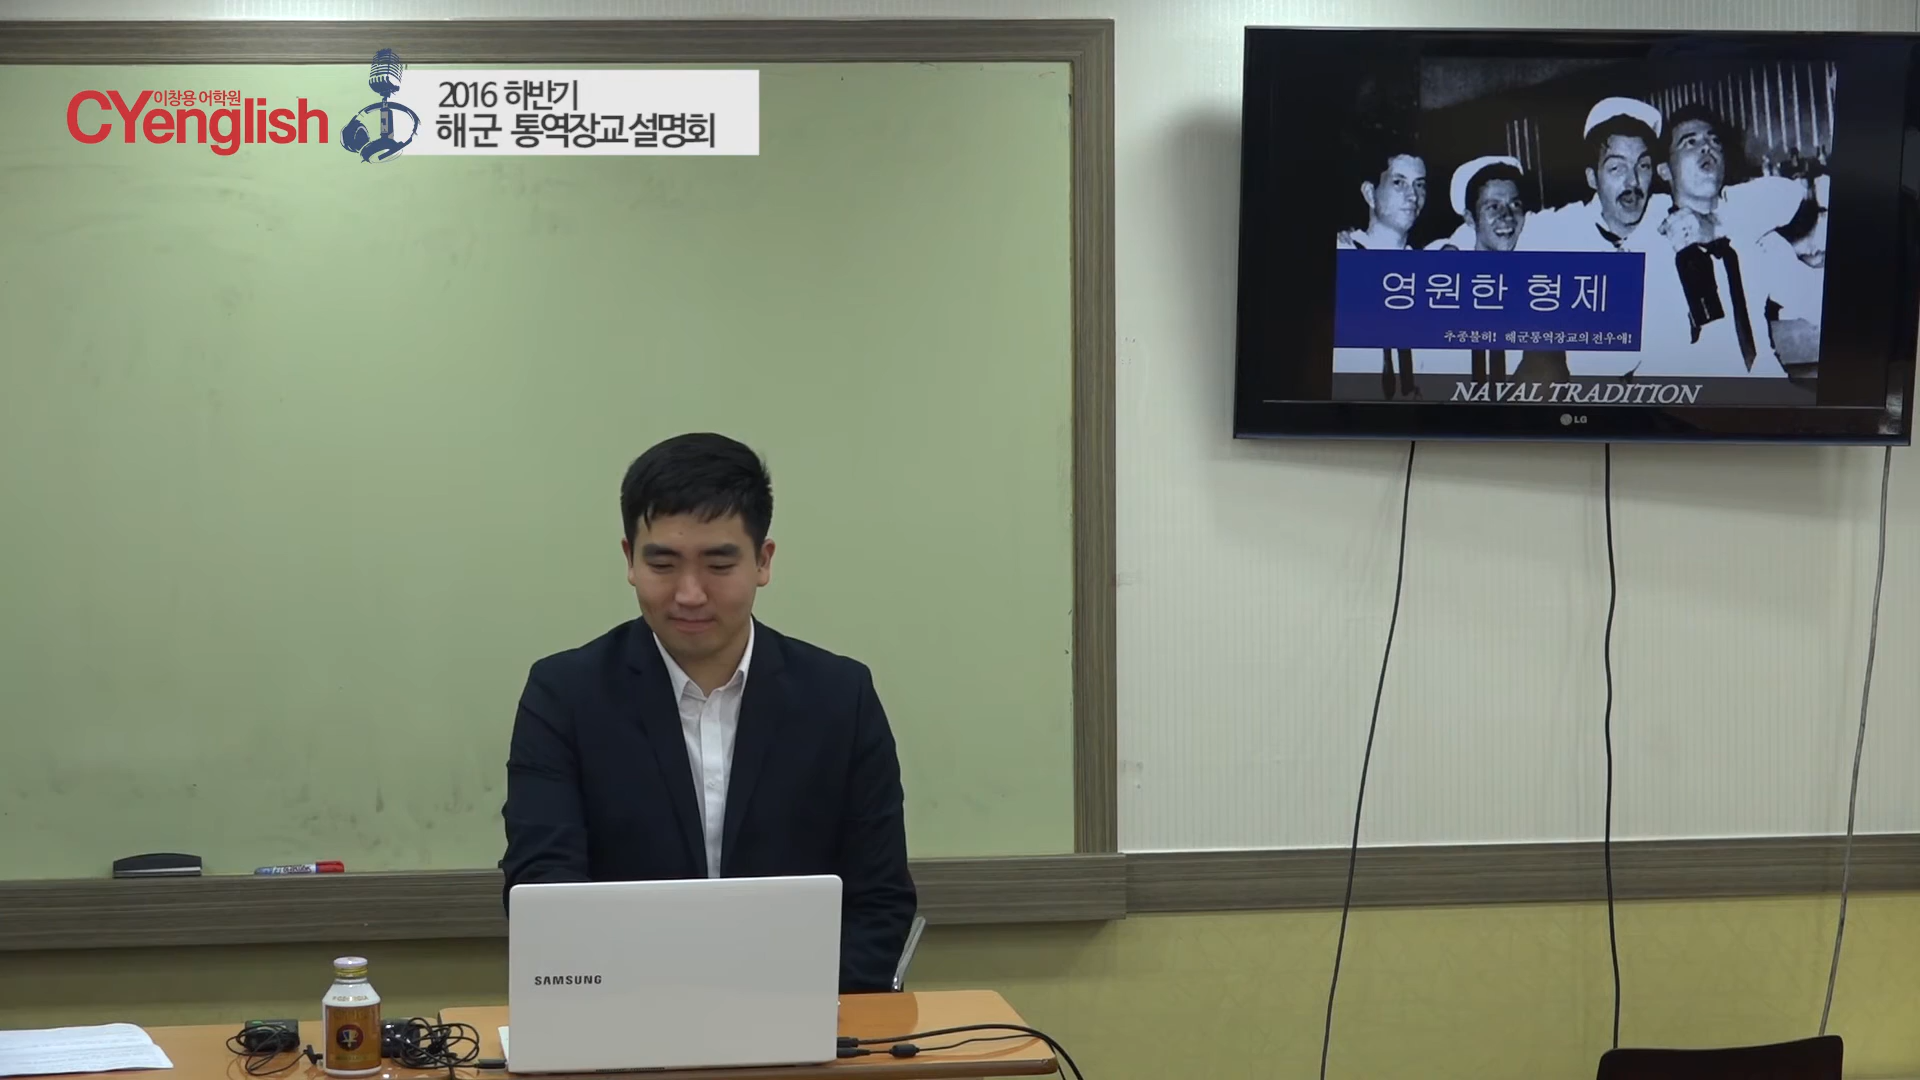 이창용 어학원
CYenglish
2016 하반기
해군 통역장교설명회
영원한 형제
추종불허! 해군통역장교의 전우애!
NAVAL TRADITION
LG
SAMSUNG
GEORGIA